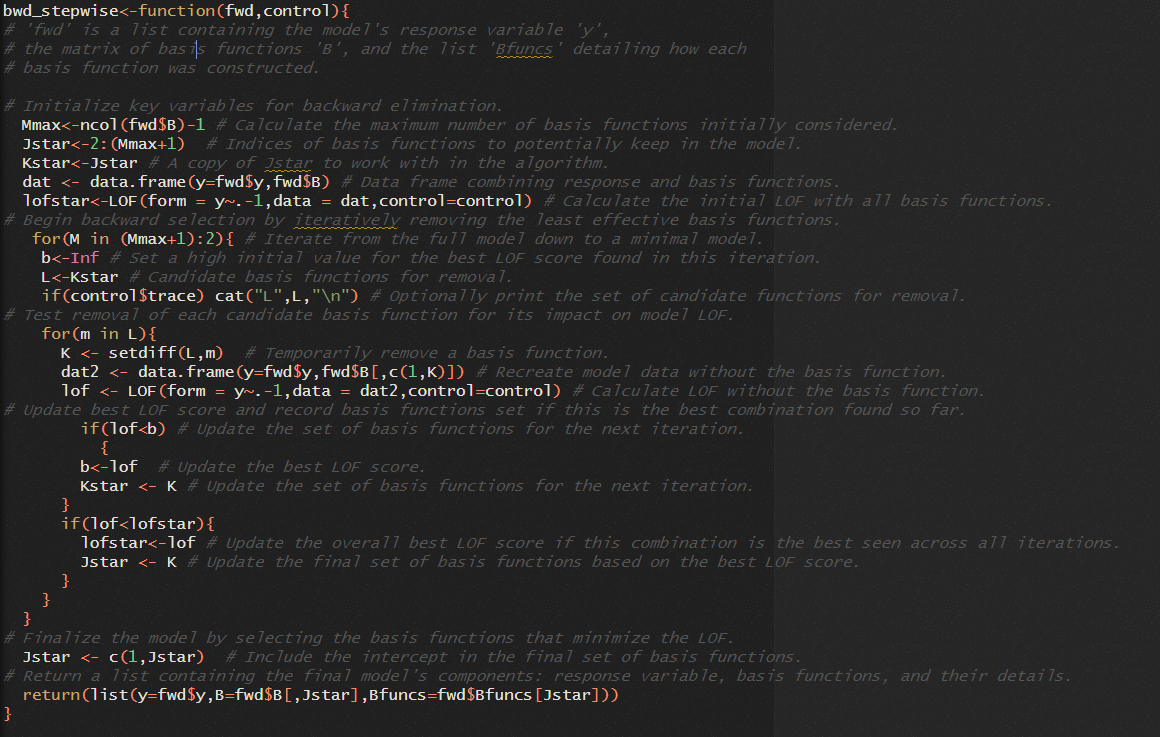 bwd_stepwise<-function(fwd,control){
# 'fwd' is a list containing the model's response variable 'y',
# the matrix of basis functions 'B', and the list 'Bfuncs' detailing how each
# basis function was constructed.
# Initialize key variables for backward elimination.
Mmax<-ncol(fwd$B)-1 # Calculate the maximum number of basis functions initially considered.
Jstar<-2:(Mmax+1)  # Indices of basis functions to potentially keep in the model.
Kstar<-Jstar # A copy of Jstar to work with in the algorithm.
dat <- data.frame(y=fwd$y,fwd$B) # Data frame combining response and basis functions.
lofstar<-LOF(form = y~.-1,data = dat,control=control) # Calculate the initial LOF with all basis functions.
# Begin backward selection by iteratively removing the least effective basis functions.
for(M in (Mmax+1):2){ # Iterate from the full model down to a minimal model.
b<-Inf # Set a high initial value for the best LOF score found in this iteration.
L<-Kstar # Candidate basis functions for removal.
if(control$trace) cat("L",L,"\n") # Optionally print the set of candidate functions for removal.
# Test removal of each candidate basis function for its impact on model LOF.
for(m in L){
K <- setdiff(L,m)  # Temporarily remove a basis function.
dat2 <- data.frame(y=fwd$y,fwd$B[,c(1,K)]) # Recreate model data without the basis function.
lof <- LOF(form = y~.-1,data = dat2,control=control) # Calculate LOF without the basis function.
# Update best LOF score and record basis functions set if this is the best combination found so far.
if(lof<b) # Update the set of basis functions for the next iteration.
{
b<-lof  # Update the best LOF score.
Kstar <- K # Update the set of basis functions for the next iteration.
}
if(lof<lofstar){
lofstar<-lof # Update the overall best LOF score if this combination is the best seen across all iterations.
Jstar <- K # Update the final set of basis functions based on the best LOF score.
}
}
}
# Finalize the model by selecting the basis functions that minimize the LOF.
Jstar <- c(1,Jstar)  # Include the intercept in the final set of basis functions.
# Return a list containing the final model's components: response variable, basis functions, and their details.
return(list(y=fwd$y,B=fwd$B[,Jstar],Bfuncs=fwd$Bfuncs[Jstar]))
}